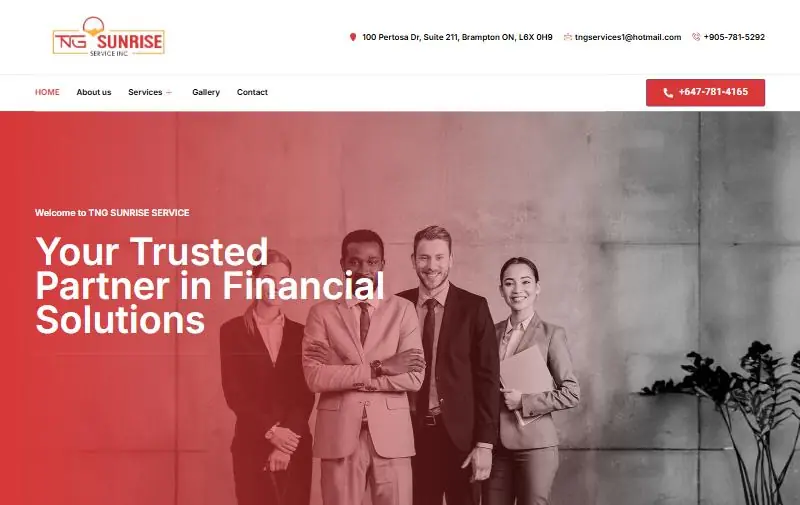 TNG SUNRISE
SERVICE INC
100 Pertosa Dr, Suite 211, Brampton ON, L6X 0H9
tngservices1@hotmail.com
+905-781-5292
HOME
About us
Services
Gallery
Contact
+647-781-4165
Welcome to TNG SUNRISE SERVICE
Your Trusted
Partner in Financial
Solutions